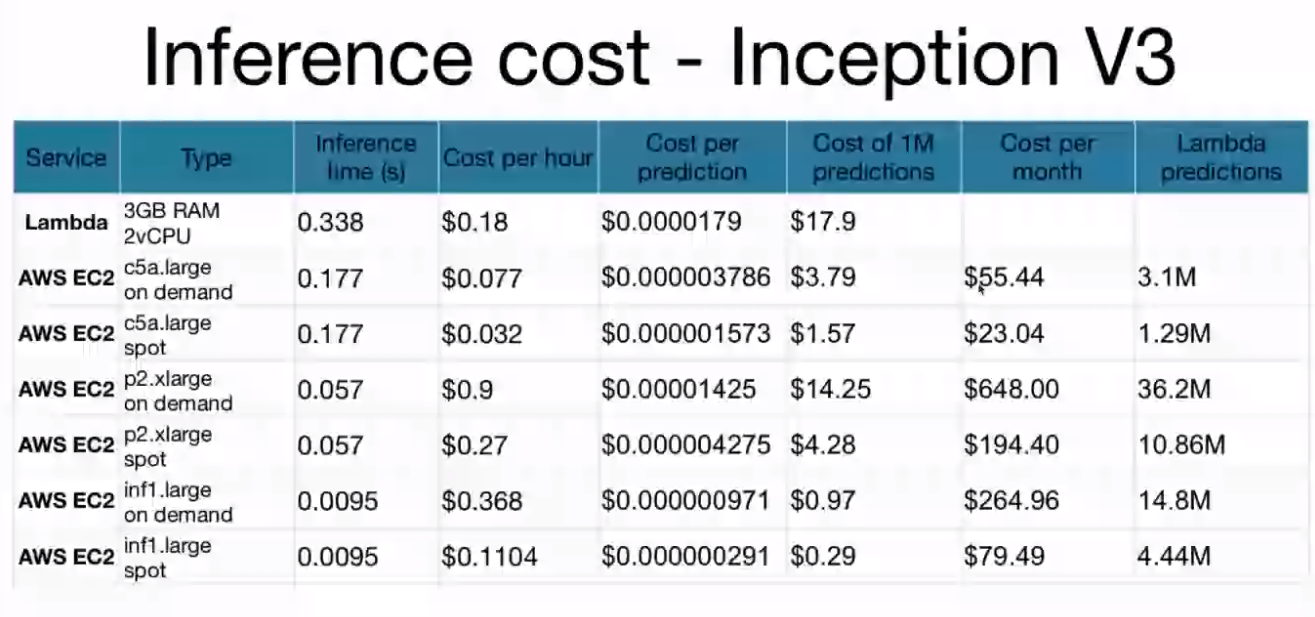 Inference cost - Inception V3
Service Type Inference time (s) Cost per hour Cost per prediction Cost of 1M predictions Cost per month Lambda predictions
Lambda 3GB RAM 2vCPU 0.338 $0.18 $0.0000179 $17.9
AWS EC2 c5a.large on demand 0.177 $0.077 $0.000003786 $3.79 $55.44 3.1M
AWS EC2 c5a.large spot 0.177 $0.032 $0.000001573 $1.57 $23.04 1.29M
AWS EC2 p2.xlarge on demand 0.057 $0.9 $0.00001425 $14.25 $648.00 36.2M
AWS EC2 p2.xlarge spot 0.057 $0.27 $0.000004275 $4.28 $194.40 10.86M
AWS EC2 inf1.large on demand 0.0095 $0.368 $0.000000971 $0.97 $264.96 14.8M
AWS EC2 inf1.large spot 0.0095 $0.1104 $0.000000291 $0.29 $79.49 4.44M